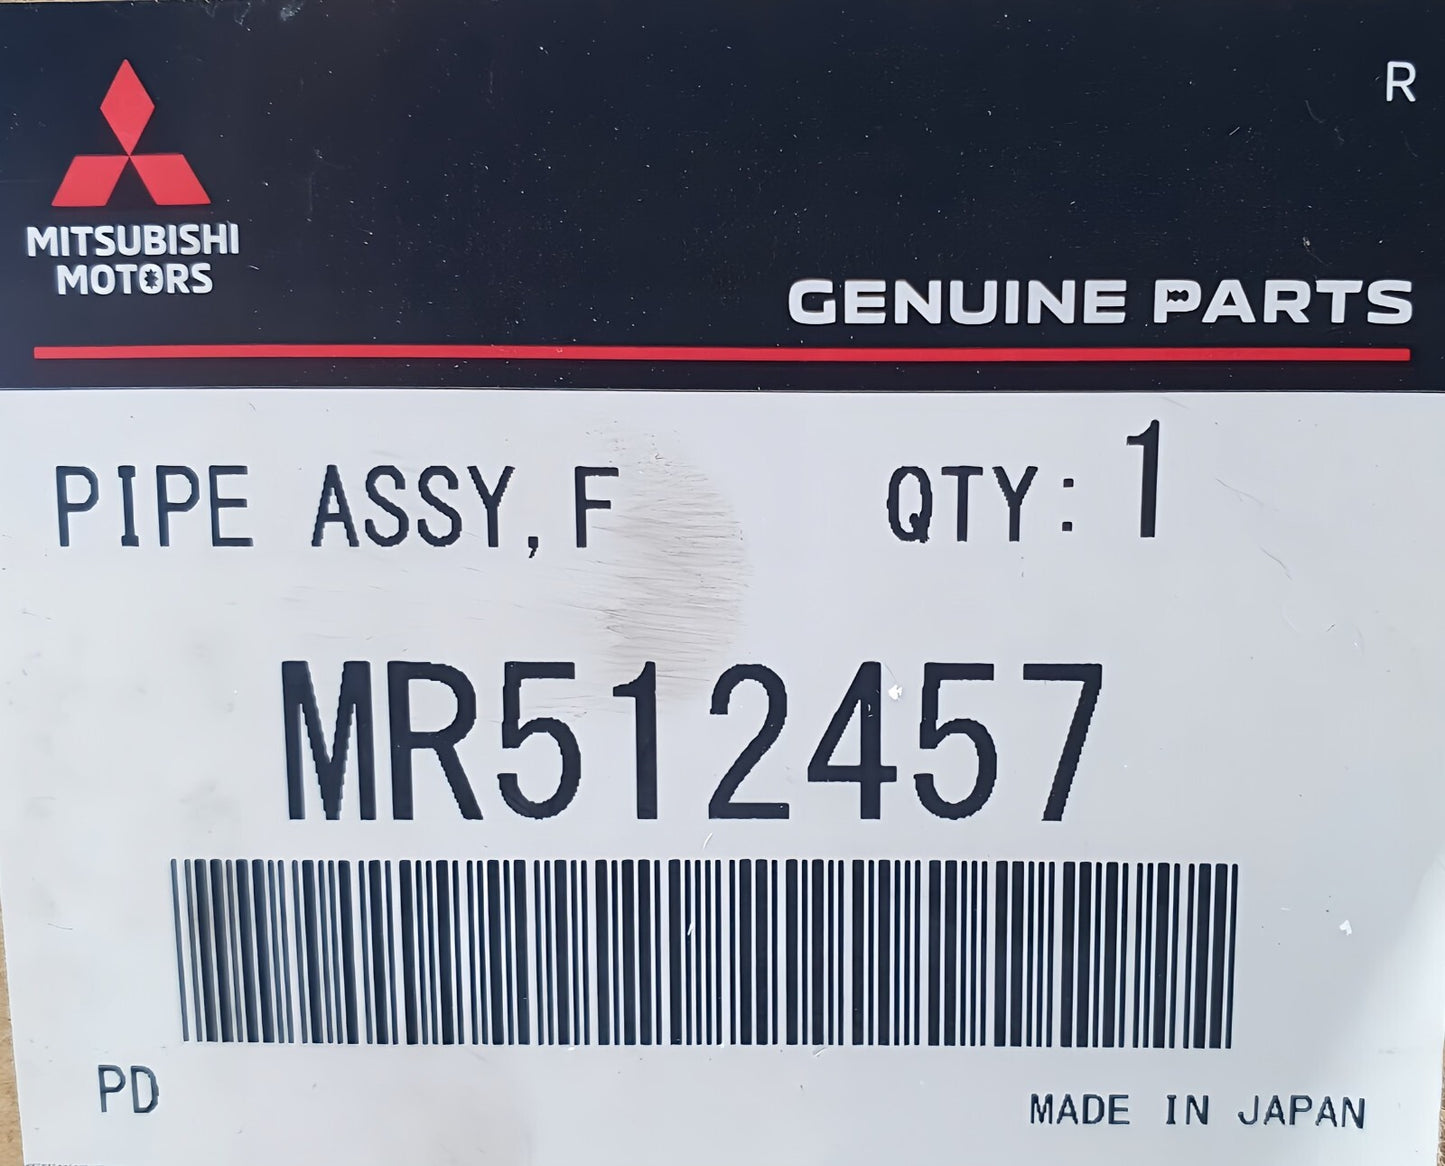 R
MITSUBISHI
MOTORS
GENUINE PARTS
PIPE ASSY,F QTY: 1
MR512457
PD
MADE IN JAPAN